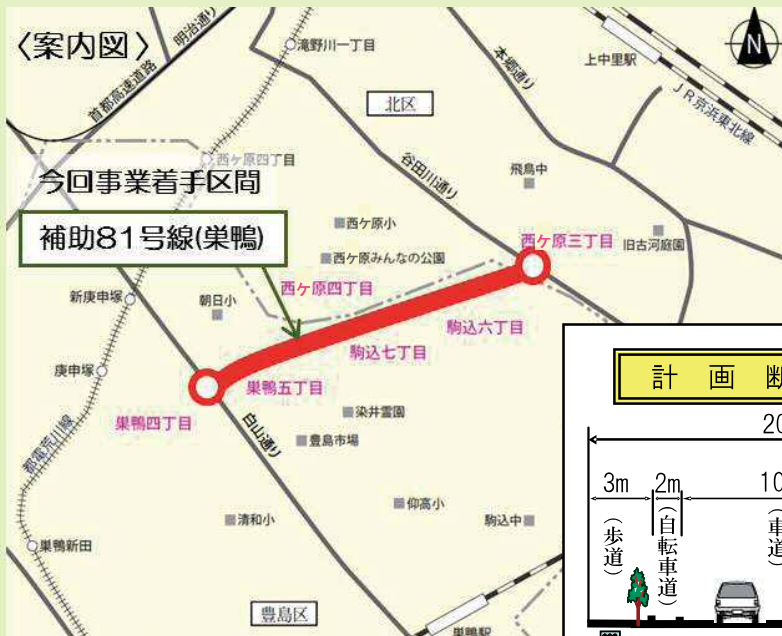 〈案内図〉
明治通り
首都高速道路
滝野川一丁目
本郷通り
上中里駅
N
北区
JR京浜東北線
西ケ原四丁目
谷田川通り
飛鳥中
今回事業着手区間
補助81号線(巣鴨)
西ケ原小
西ケ原みんなの公園
西ケ原三丁目
旧古河庭園
新庚申塚
朝日小
西ケ原四丁目
駒込六丁目
駒込七丁目
庚申塚
巣鴨五丁目
巣鴨四丁目
染井霊園
白山通り
豊島市場
都電荒川線
清和小
仰高小
駒込中
巣鴨新田
豊島区
巣鴨駅
計画断
20
3m
2m
10
(歩道)
(自転車道)
(車道)